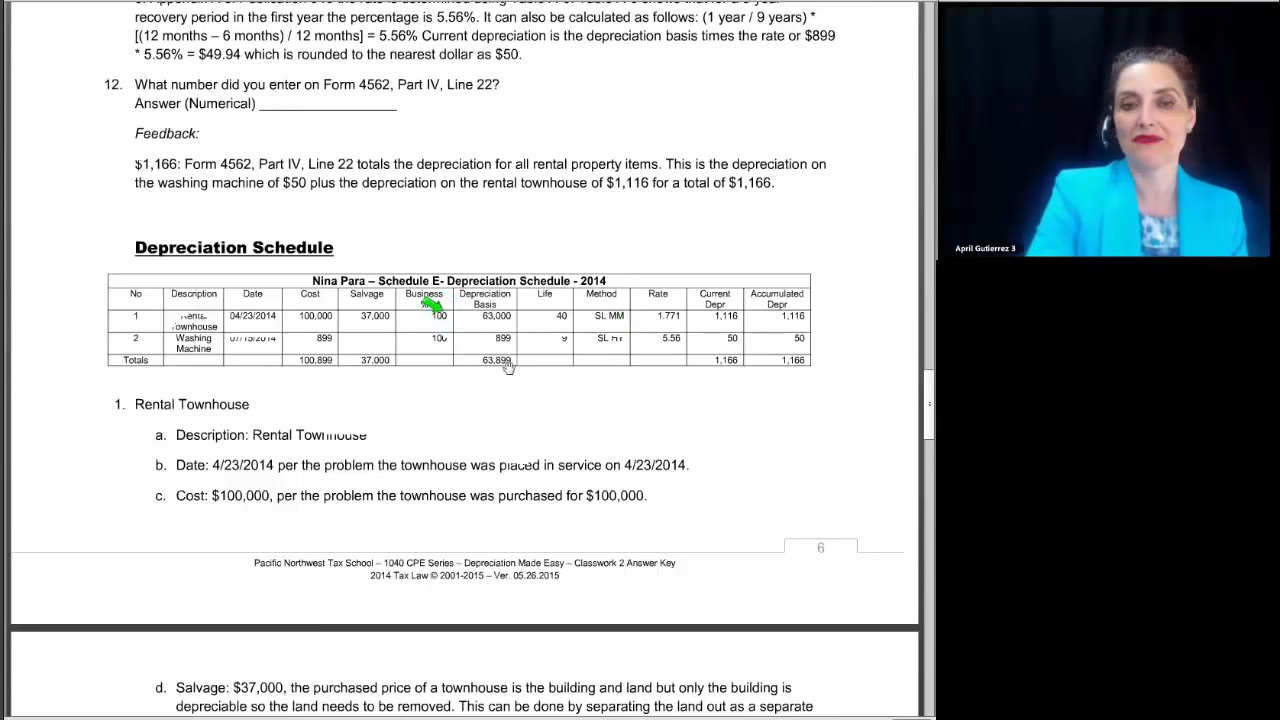 recovery period in the first year the percentage is 5.56%. It can also be calculated as follows: (1 year / 9 years) *
[(12 months – 6 months) / 12 months] = 5.56% Current depreciation is the depreciation basis times the rate or $899
* 5.56% = $49.94 which is rounded to the nearest dollar as $50.
12. What number did you enter on Form 4562, Part IV, Line 22?
Answer (Numerical) ___________________
Feedback:
$1,166: Form 4562, Part IV, Line 22 totals the depreciation for all rental property items. This is the depreciation on
the washing machine of $50 plus the depreciation on the rental townhouse of $1,116 for a total of $1,166.
Depreciation Schedule
Nina Para – Schedule E- Depreciation Schedule - 2014
No Description Date Cost Salvage Business Depreciation Basis Life Method Rate Current Depr Accumulated Depr
1 Rental Townhouse 04/23/2014 100,000 37,000 100 63,000 40 SL MM 1.771 1,116 1,116
2 Washing Machine 07/15/2014 899 100 899 9 SL HY 5.56 50 50
Totals 100,899 37,000 63,899 1,166 1,166
1. Rental Townhouse
a. Description: Rental Townhouse
b. Date: 4/23/2014 per the problem the townhouse was placed in service on 4/23/2014.
c. Cost: $100,000, per the problem the townhouse was purchased for $100,000.
6
Pacific Northwest Tax School – 1040 CPE Series – Depreciation Made Easy – Classwork 2 Answer Key
2014 Tax Law © 2001-2015 – Ver. 05.26.2015
d. Salvage: $37,000, the purchased price of a townhouse is the building and land but only the building is
depreciable so the land needs to be removed. This can be done by separating the land out as a separate
April Gutierrez 3